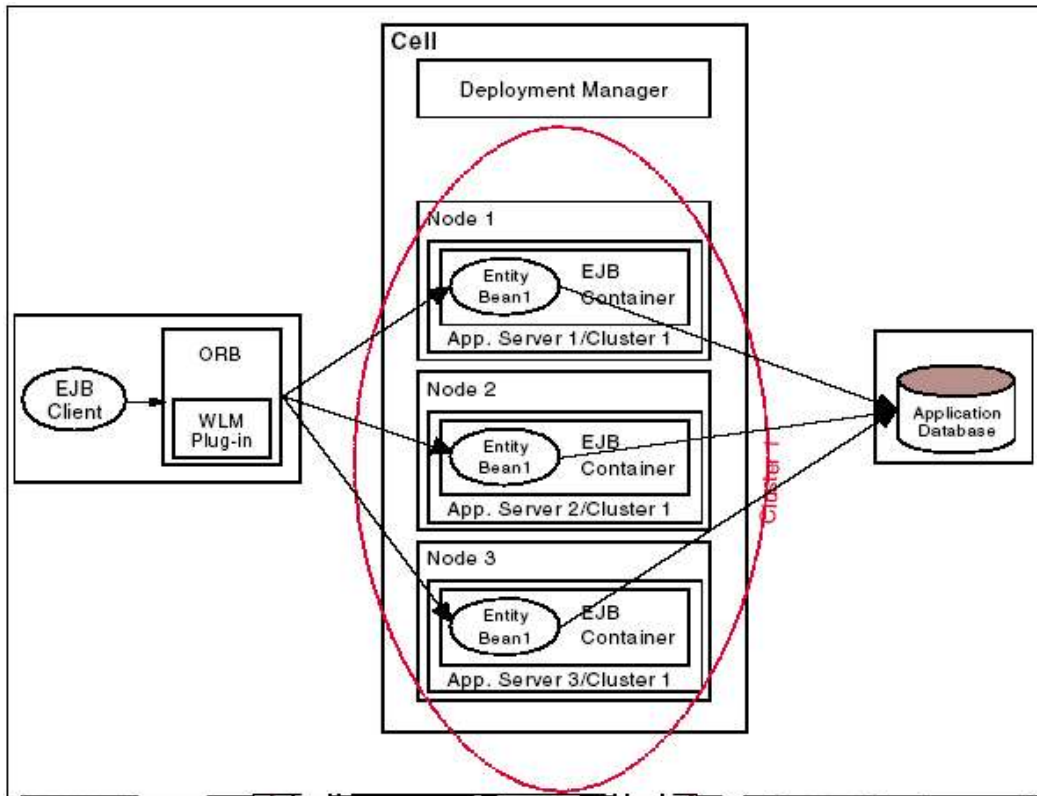 Cell
Deployment Manager
Node 1
Entity
Bean1
EJB
Container
App. Server 1/Cluster 1
ORB
EJB
Client
WLM
Plug-in
Node 2
Entity
Bean1
EJB
Container
App. Server 2/Cluster 1
Application
Database
Cluster 1
Node 3
Entity
Bean1
EJB
Container
App. Server 3/Cluster 1